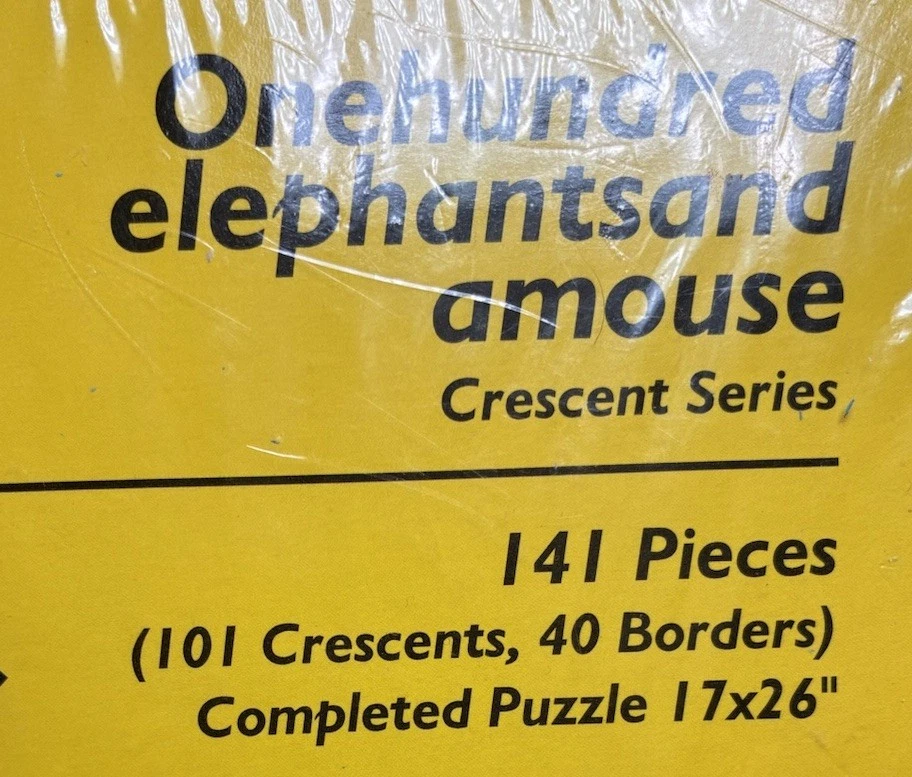 Onehundred
elephantsand
amouse
Crescent Series
141 Pieces
(101 Crescents, 40 Borders)
Completed Puzzle 17x26"